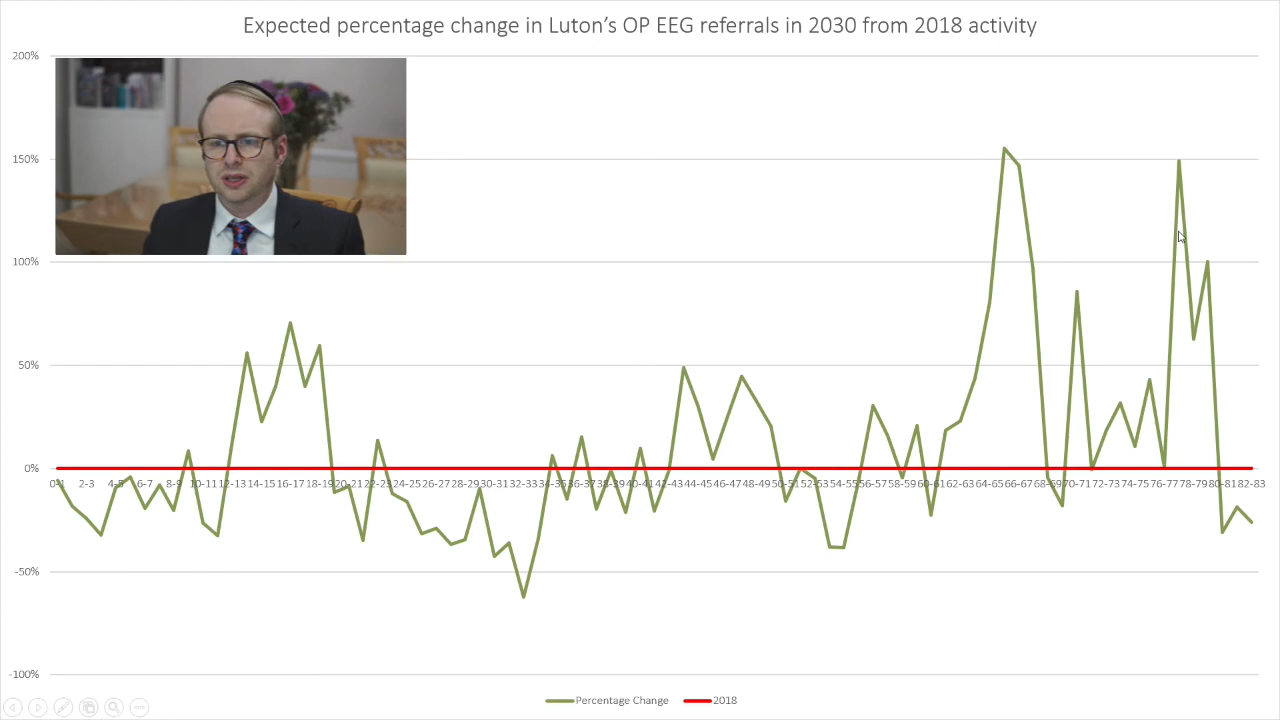 Expected percentage change in Luton's OP EEG referrals in 2030 from 2018 activity
200%
150%
100%
50%
0%
0-1 2-3 4-5 6-7 8-9 10-11 12-13 14-15 16-17 18-19 20-21 22-23 24-25 26-27 28-29 30-31 32-33 34-35 36-37 38-39 40-41 42-43 44-45 46-47 48-49 50-51 52-53 54-55 56-57 58-59 60-61 62-63 64-65 66-67 68-69 70-71 72-73 74-75 76-77 78-79 80-81 82-83
-50%
-100%
Percentage Change 2018